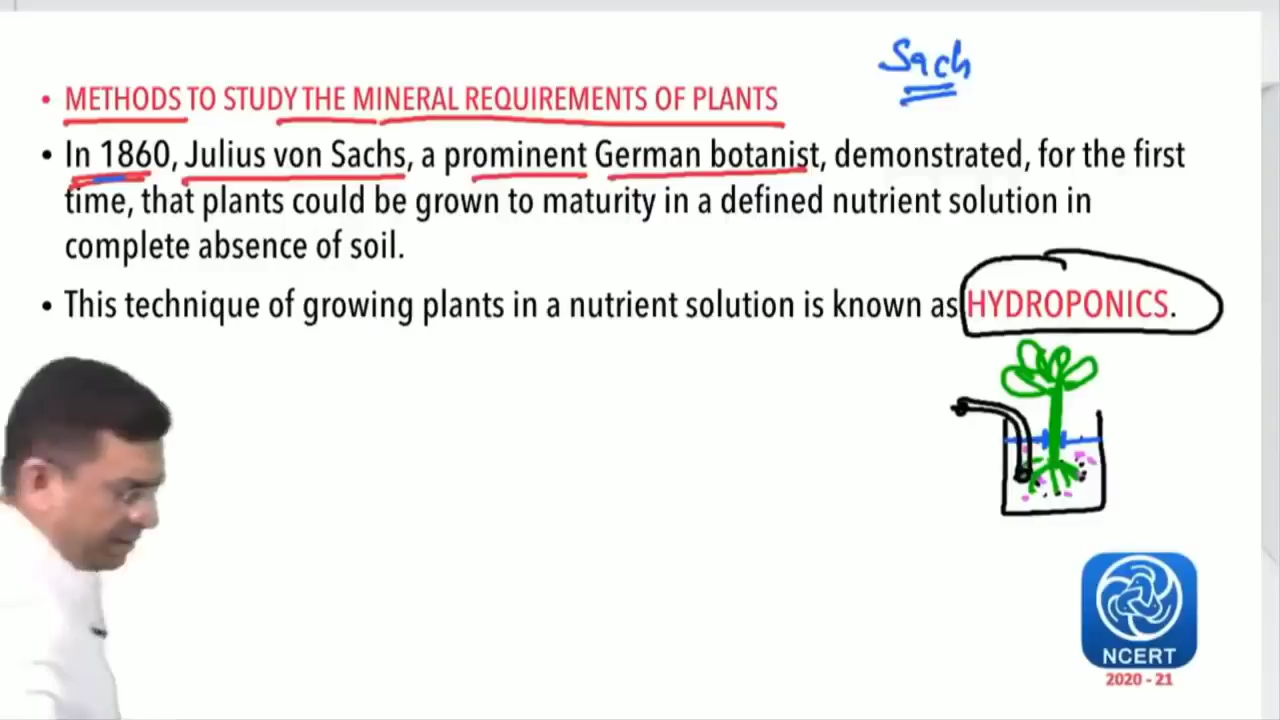 Sach
• METHODS TO STUDY THE MINERAL REQUIREMENTS OF PLANTS
• In 1860, Julius von Sachs, a prominent German botanist, demonstrated, for the first
time, that plants could be grown to maturity in a defined nutrient solution in
complete absence of soil.
• This technique of growing plants in a nutrient solution is known as HYDROPONICS.
NCERT
2020 - 21